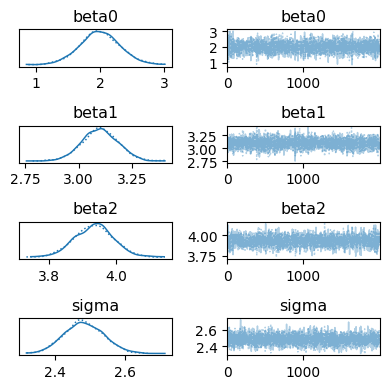 beta0 beta0
3
2
1
1 2 3 0 1000
beta1 beta1
3.25
3.00
2.75
2.75 3.00 3.25 0 1000
beta2 beta2
4.00
3.75
3.8 4.0 0 1000
sigma sigma
2.6
2.4
2.4 2.6 0 1000